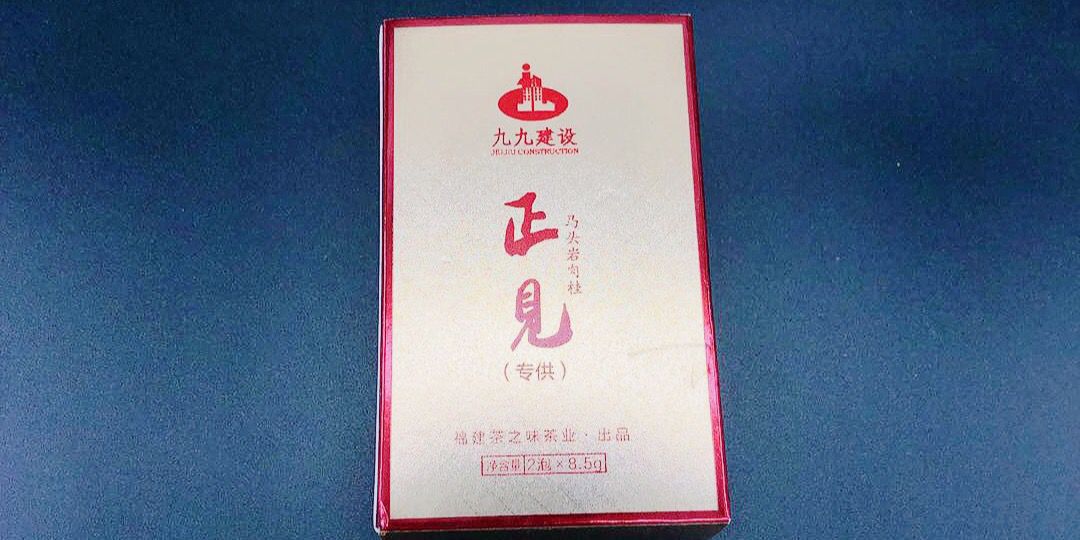 九九建设
JIUJIU CONSTRUCTION
正見
马头岩肉桂
（专供）
福建茶之味茶业·出品
净含量 2泡×8.5g